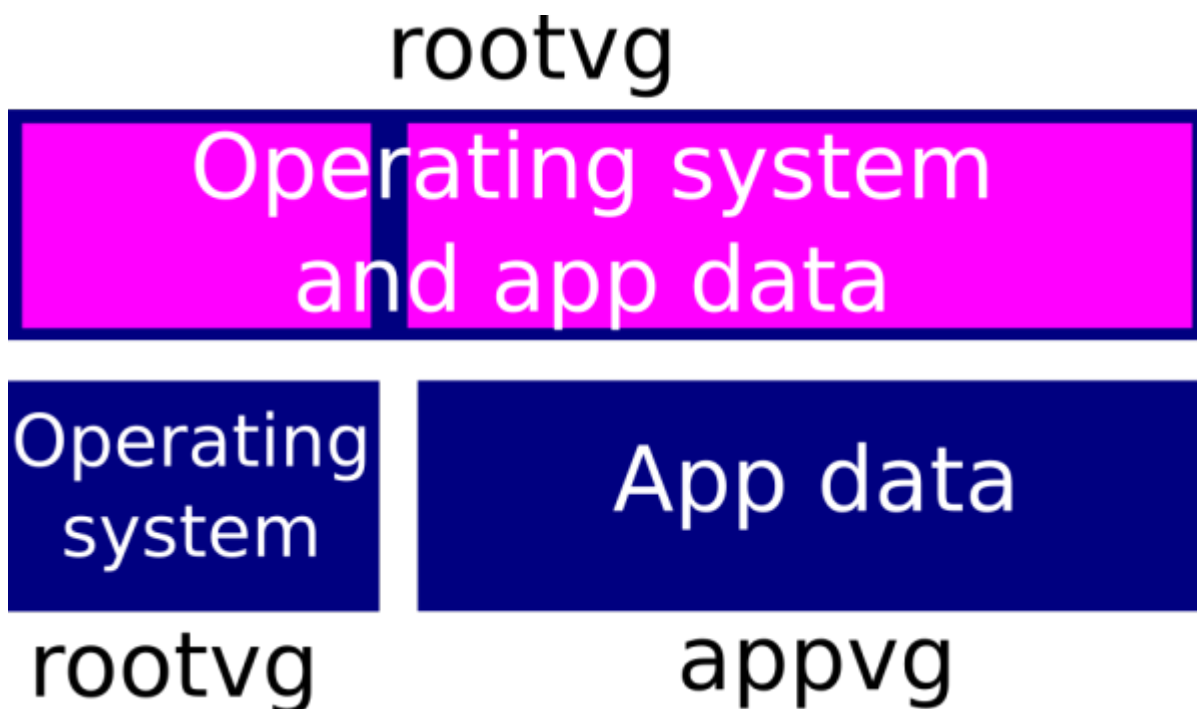 rootvg
Operating system
and app data
Operating
system
App data
rootvg
appvg